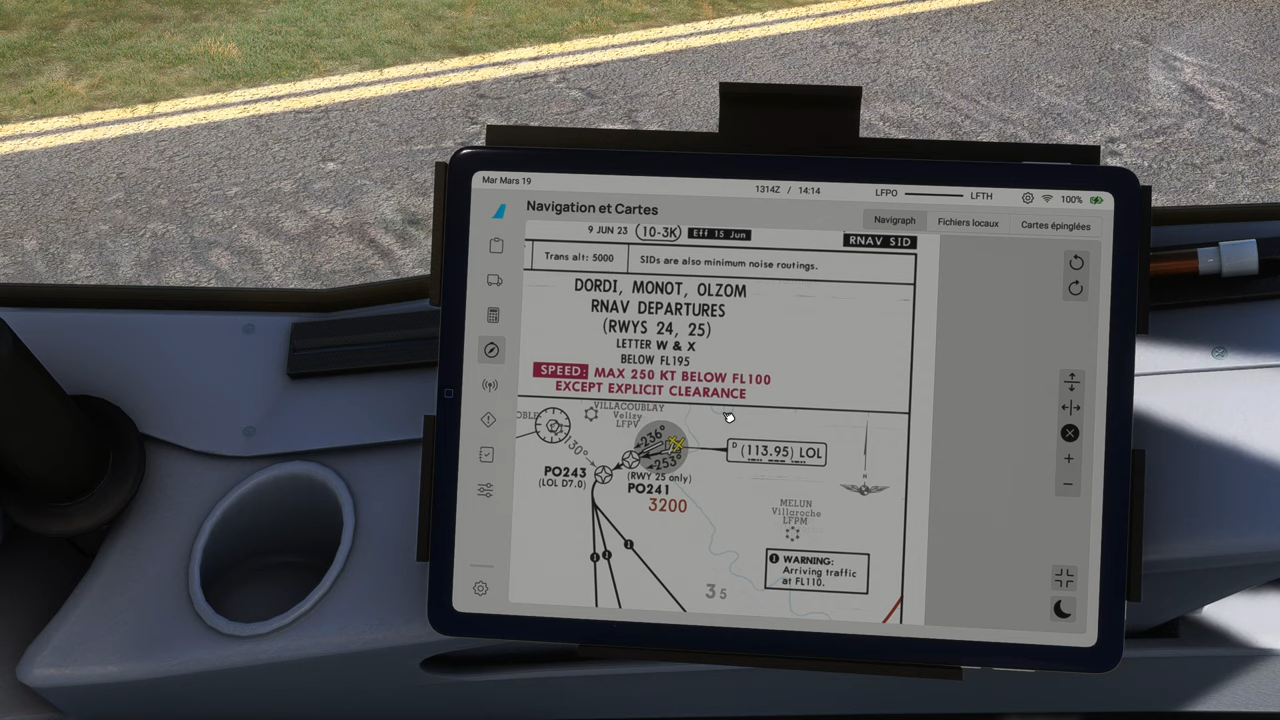 Mar Mars 19
1314Z / 14:14
LFPO
LFTH
100%
Navigation et Cartes
Navigraph
Fichiers locaux
Cartes épinglées
9 JUN 23
10-3K
Eff 15 Jun
RNAV SID
Trans alt: 5000
SIDs are also minimum noise routings.
DORDI, MONOT, OLZOM
RNAV DEPARTURES
(RWYS 24, 25)
LETTER W & X
BELOW FL195
SPEED: MAX 250 KT BELOW FL100
EXCEPT EXPLICIT CLEARANCE
VILLACOUBLAY
Velizy
LFPV
OBLE
130°
236°
253°
D (113.95) LOL
PO243
(LOL D7.0)
(RWY 25 only)
PO241
3200
MELUN
Villaroche
LFPM
WARNING:
Arriving traffic
at FL110.
35